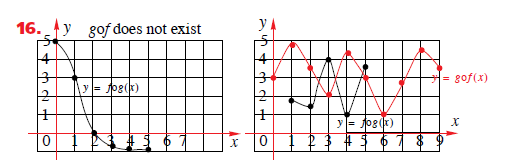 16.
y
gof does not exist
5
4
3
2
1
0 1 2 3 4 5 6 7
x
y = fog(x)
y
5
4
3
2
1
0 1 2 3 4 5 6 7 8 9
x
y = gof(x)
y = fog(x)